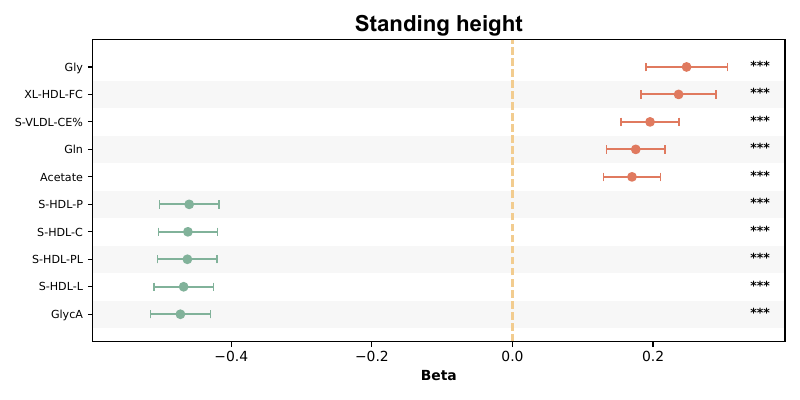 Standing height
Gly ***
XL-HDL-FC ***
S-VLDL-CE% ***
Gln ***
Acetate ***
S-HDL-P ***
S-HDL-C ***
S-HDL-PL ***
S-HDL-L ***
GlycA ***
−0.4 −0.2 0.0 0.2
Beta